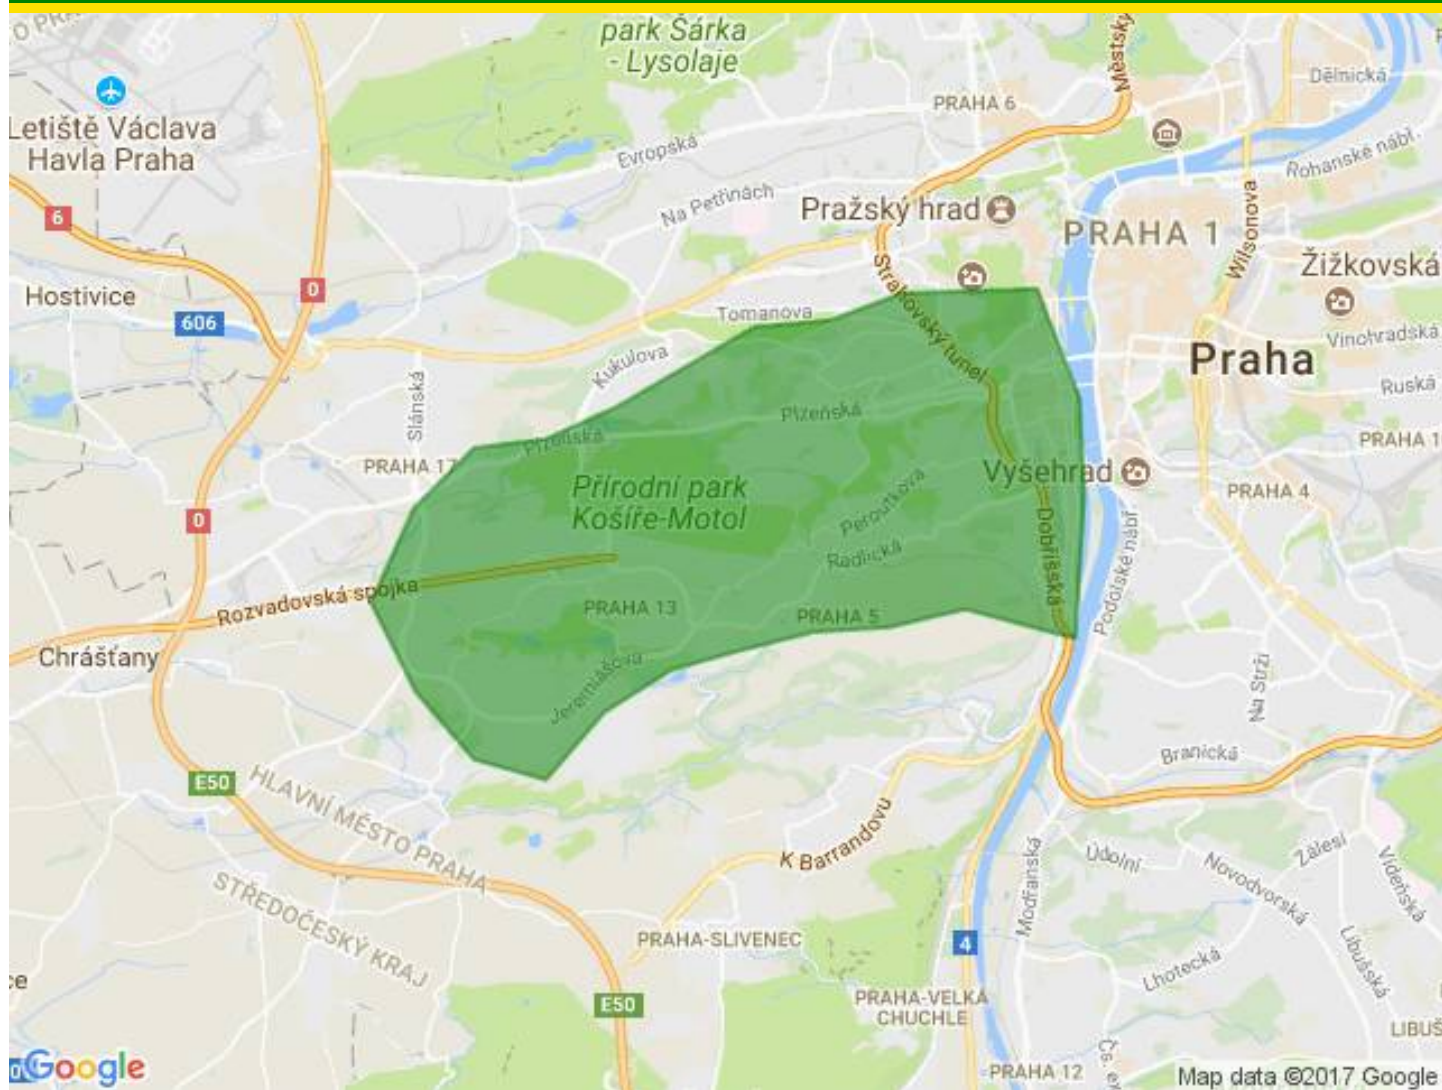 park Šárka
- Lysolaje
Městský
Dělnická
PRAHA 6
Letiště Václava
Havla Praha
Evropská
Rohanské nábř.
Na Petřinách
Pražský hrad
6
PRAHA 1
Wilsonova
Žižkovská
Hostivice
0
606
Strahovský tunel
Tomanova
Vinohradská
Praha
Kukulova
Slánská
Ruská
Plzeňská
Plzeňská
PRAHA 1
PRAHA 17
Vyšehrad
Přírodní park
Košíře-Motol
PRAHA 4
Peroutkova
0
Dobříšská
Podolské nábř.
Radlická
Rozvadovská spojka
PRAHA 13
PRAHA 5
Chrášťany
Jeremiášova
Na Strži
Branická
E50
HLAVNÍ MĚSTO PRAHA
K Barrandovu
Modřanská
Údolní
Zálesí
Vídeňská
Novodvorská
STŘEDOČESKÝ KRAJ
PRAHA-SLIVENEC
4
Libušská
Lhotecká
ce
E50
PRAHA-VELKÁ
CHUCHLE
LIBUŠ
Google
PRAHA 12
Map data ©2017 Google